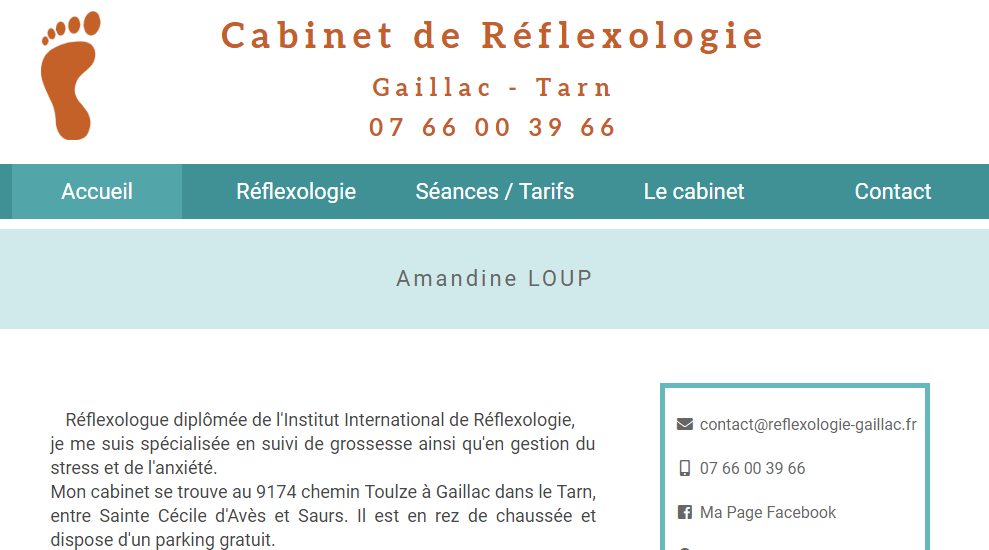 Cabinet de Réflexologie
Gaillac - Tarn
07 66 00 39 66
Accueil Réflexologie Séances / Tarifs Le cabinet Contact
Amandine LOUP
Réflexologue diplômée de l'Institut International de Réflexologie,
je me suis spécialisée en suivi de grossesse ainsi qu'en gestion du
stress et de l'anxiété.
Mon cabinet se trouve au 9174 chemin Toulze à Gaillac dans le Tarn,
entre Sainte Cécile d'Avès et Saurs. Il est en rez de chaussée et
dispose d'un parking gratuit.
contact@reflexologie-gaillac.fr
07 66 00 39 66
Ma Page Facebook